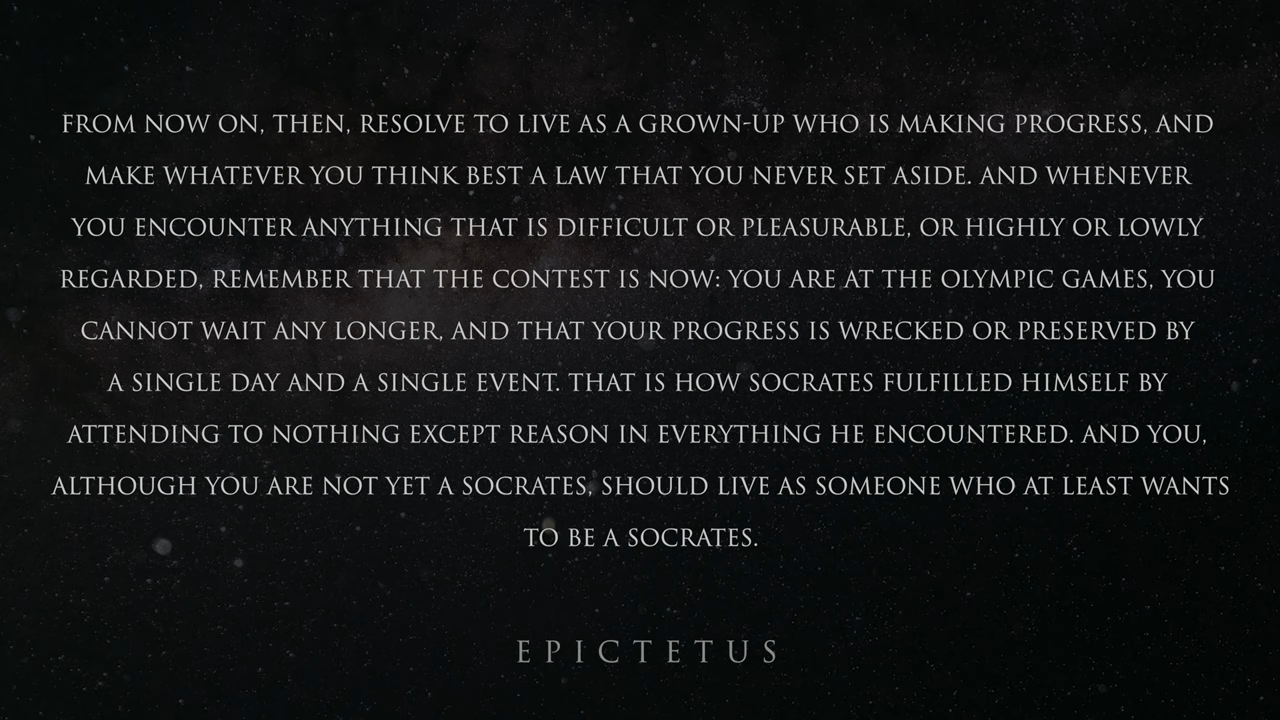 FROM NOW ON, THEN, RESOLVE TO LIVE AS A GROWN-UP WHO IS MAKING PROGRESS, AND
MAKE WHATEVER YOU THINK BEST A LAW THAT YOU NEVER SET ASIDE. AND WHENEVER
YOU ENCOUNTER ANYTHING THAT IS DIFFICULT OR PLEASURABLE, OR HIGHLY OR LOWLY
REGARDED, REMEMBER THAT THE CONTEST IS NOW: YOU ARE AT THE OLYMPIC GAMES, YOU
CANNOT WAIT ANY LONGER, AND THAT YOUR PROGRESS IS WRECKED OR PRESERVED BY
A SINGLE DAY AND A SINGLE EVENT. THAT IS HOW SOCRATES FULFILLED HIMSELF BY
ATTENDING TO NOTHING EXCEPT REASON IN EVERYTHING HE ENCOUNTERED. AND YOU,
ALTHOUGH YOU ARE NOT YET A SOCRATES, SHOULD LIVE AS SOMEONE WHO AT LEAST WANTS
TO BE A SOCRATES.
EPICTETUS